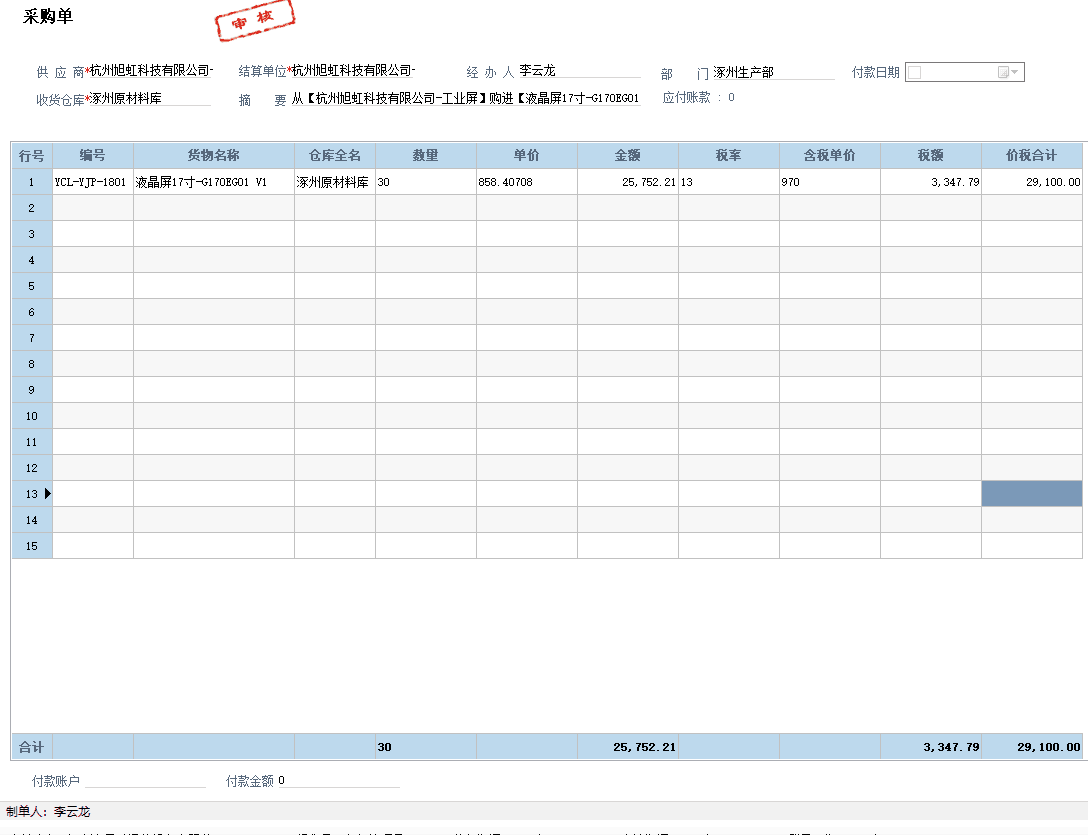 采购单
审 核
供 应 商*杭州旭虹科技有限公司- 结算单位*杭州旭虹科技有限公司- 经 办 人 李云龙 部 门 涿州生产部 付款日期
收货仓库*涿州原材料库 摘 要 从【杭州旭虹科技有限公司-工业屏】购进【液晶屏17寸-G170EG01 应付账款 : 0
行号 编号 货物名称 仓库全名 数量 单价 金额 税率 含税单价 税额 价税合计
1 YCL-YJP-1801 液晶屏17寸-G170EG01 V1 涿州原材料库 30 858.40708 25,752.21 13 970 3,347.79 29,100.00
2
3
4
5
6
7
8
9
10
11
12
13
14
15
合计 30 25,752.21 3,347.79 29,100.00
付款账户 付款金额 0
制单人: 李云龙